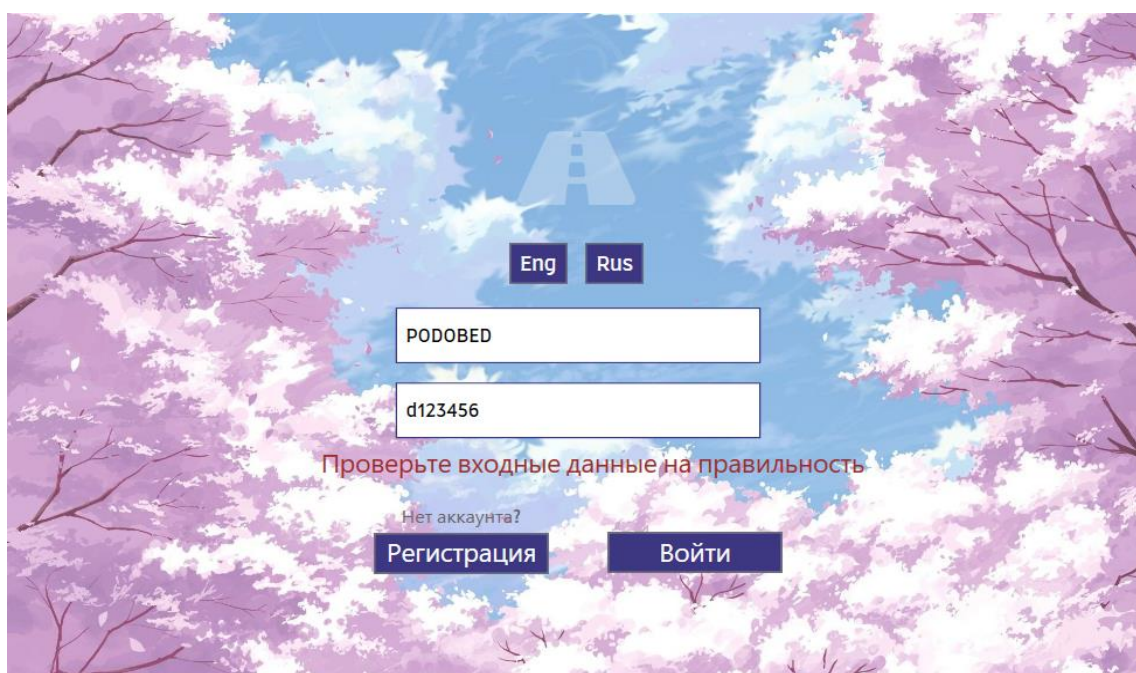 Eng Rus
PODOBED
d123456
Проверьте входные данные на правильность
Нет аккаунта?
Регистрация Войти